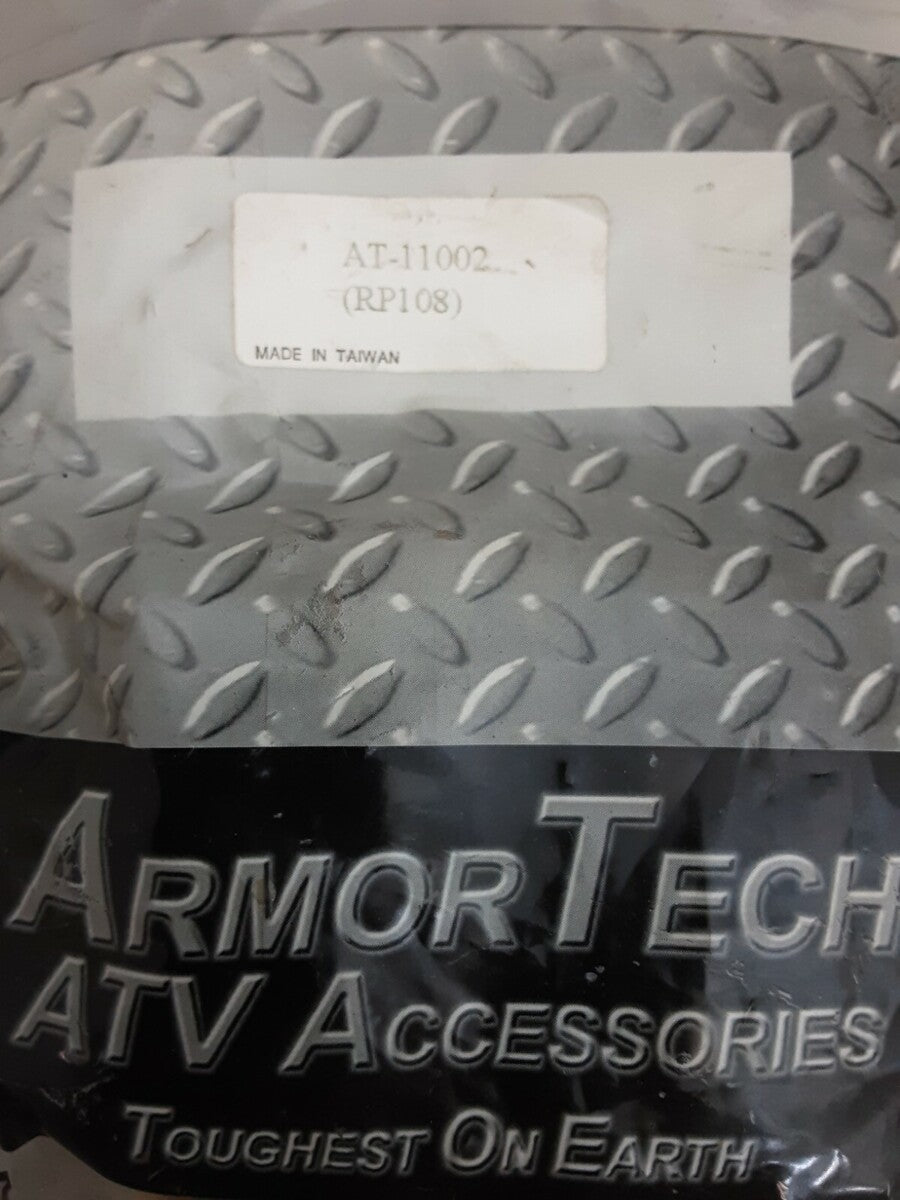 AT-11002
(RP108)
MADE IN TAIWAN
ARMORTECH
ATV ACCESSORIES
TOUGHEST ON EARTH